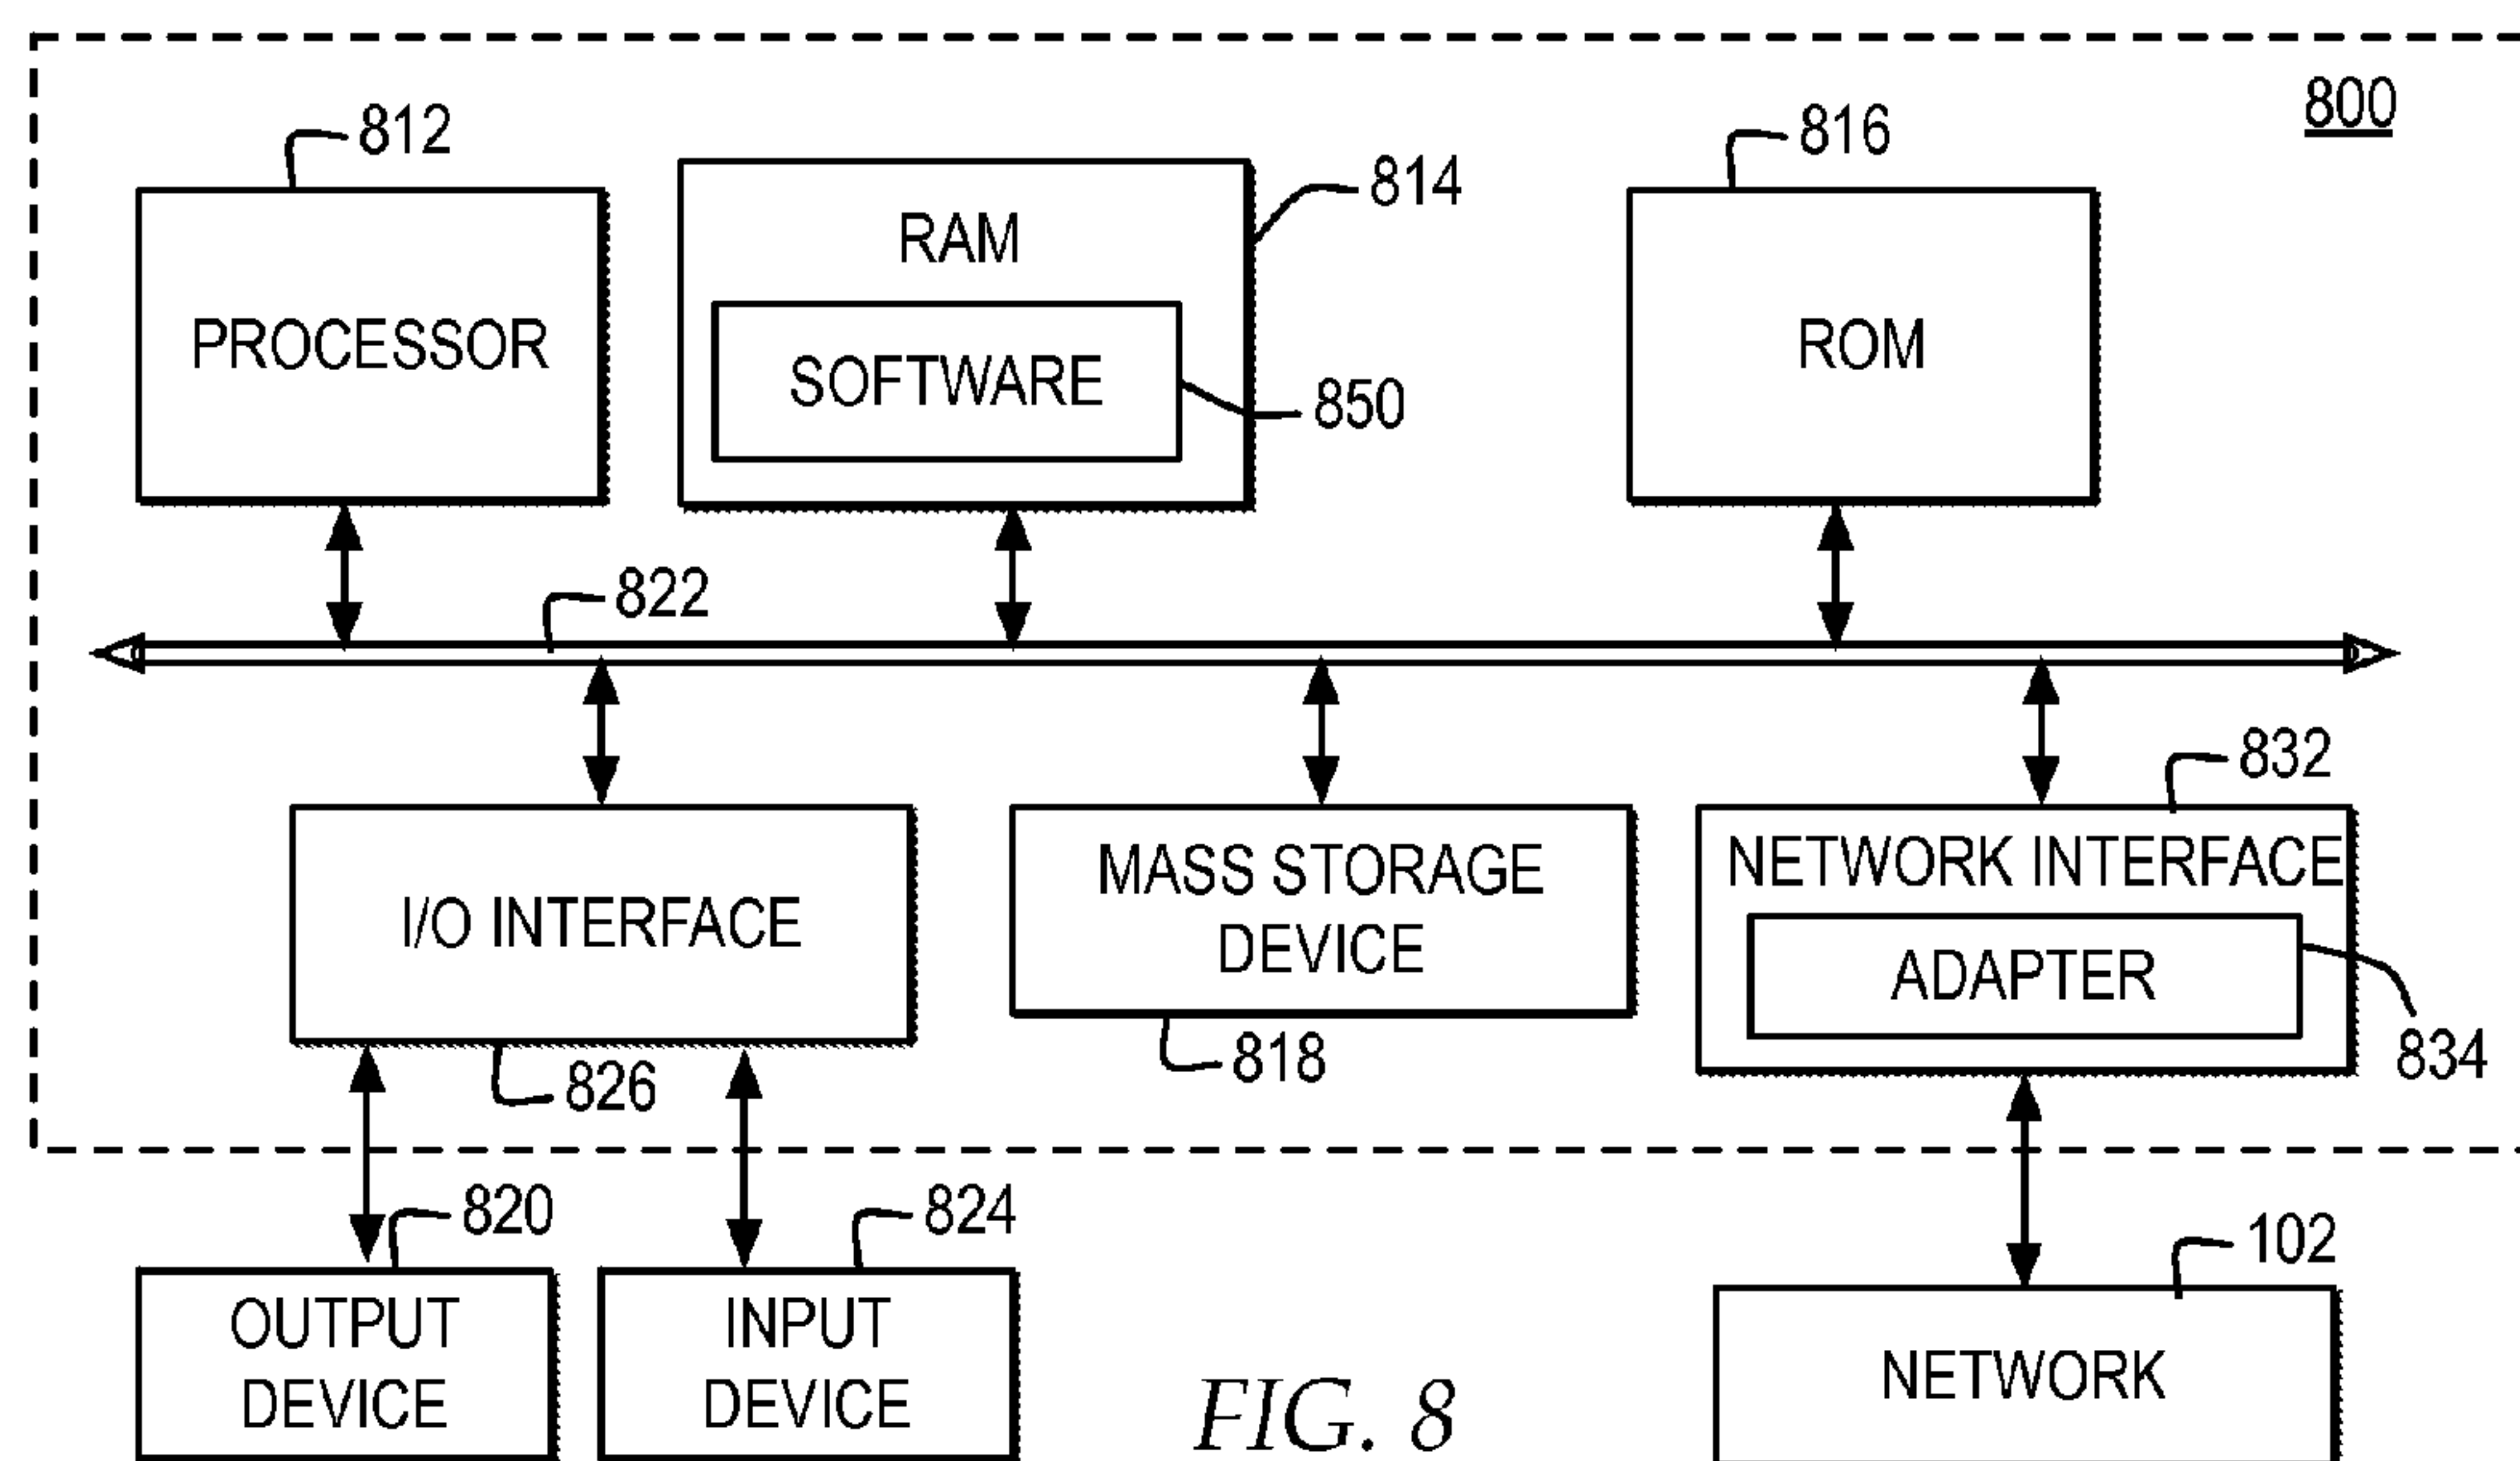 800
812
814
816
RAM
PROCESSOR
SOFTWARE
ROM
850
822
832
NETWORK INTERFACE
MASS STORAGE
DEVICE
I/O INTERFACE
ADAPTER
818
834
826
820
824
102
OUTPUT
DEVICE
INPUT
DEVICE
NETWORK
FIG. 8